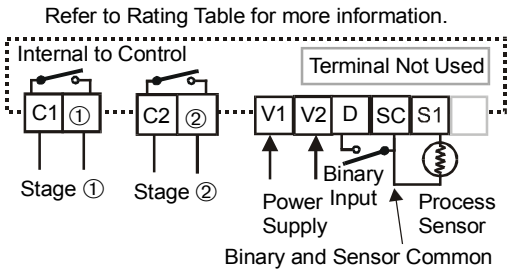 Refer to Rating Table for more information.
Internal to Control
Terminal Not Used
C1 ① C2 ② V1 V2 D SC S1
Stage ① Stage ②
Binary
Input
Power
Supply
Process
Sensor
Binary and Sensor Common